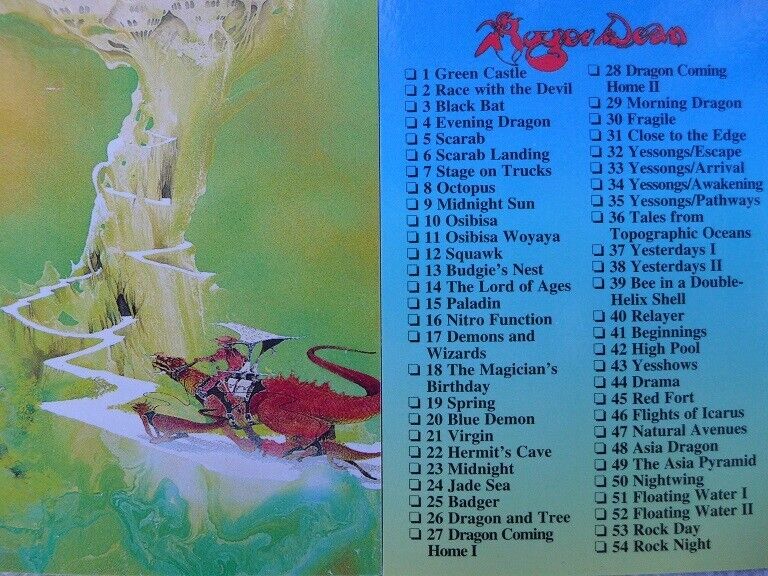 Roger Dean
❏ 1 Green Castle
❏ 2 Race with the Devil
❏ 3 Black Bat
❏ 4 Evening Dragon
❏ 5 Scarab
❏ 6 Scarab Landing
❏ 7 Stage on Trucks
❏ 8 Octopus
❏ 9 Midnight Sun
❏ 10 Osibisa
❏ 11 Osibisa Woyaya
❏ 12 Squawk
❏ 13 Budgie's Nest
❏ 14 The Lord of Ages
❏ 15 Paladin
❏ 16 Nitro Function
❏ 17 Demons and
Wizards
❏ 18 The Magician's
Birthday
❏ 19 Spring
❏ 20 Blue Demon
❏ 21 Virgin
❏ 22 Hermit's Cave
❏ 23 Midnight
❏ 24 Jade Sea
❏ 25 Badger
❏ 26 Dragon and Tree
❏ 27 Dragon Coming
Home I
❏ 28 Dragon Coming
Home II
❏ 29 Morning Dragon
❏ 30 Fragile
❏ 31 Close to the Edge
❏ 32 Yessongs/Escape
❏ 33 Yessongs/Arrival
❏ 34 Yessongs/Awakening
❏ 35 Yessongs/Pathways
❏ 36 Tales from
Topographic Oceans
❏ 37 Yesterdays I
❏ 38 Yesterdays II
❏ 39 Bee in a Double-
Helix Shell
❏ 40 Relayer
❏ 41 Beginnings
❏ 42 High Pool
❏ 43 Yesshows
❏ 44 Drama
❏ 45 Red Fort
❏ 46 Flights of Icarus
❏ 47 Natural Avenues
❏ 48 Asia Dragon
❏ 49 The Asia Pyramid
❏ 50 Nightwing
❏ 51 Floating Water I
❏ 52 Floating Water II
❏ 53 Rock Day
❏ 54 Rock Night